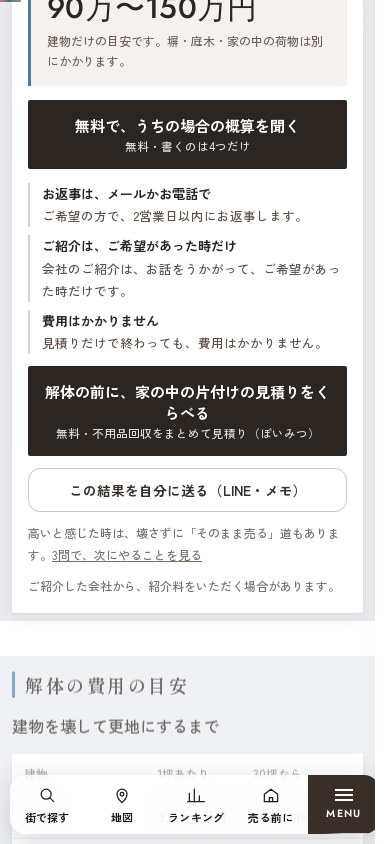 90万〜150万円
建物だけの目安です。塀・庭木・家の中の荷物は別
にかかります。
無料で、うちの場合の概算を聞く
無料・書くのは4つだけ
お返事は、メールかお電話で
ご希望の方で、2営業日以内にお返事します。
ご紹介は、ご希望があった時だけ
会社のご紹介は、お話をうかがって、ご希望があっ
た時だけです。
費用はかかりません
見積りだけで終わっても、費用はかかりません。
解体の前に、家の中の片付けの見積りをく
らべる
無料・不用品回収をまとめて見積り（ぽいみつ）
この結果を自分に送る（LINE・メモ）
高いと感じた時は、壊さずに「そのまま売る」道もありま
す。3問で、次にやることを見る
ご紹介した会社から、紹介料をいただく場合があります。
解体の費用の目安
建物を壊して更地にするまで
建物 1坪あたり 30坪なら
街で探す 地図 ランキング 売る前に MENU